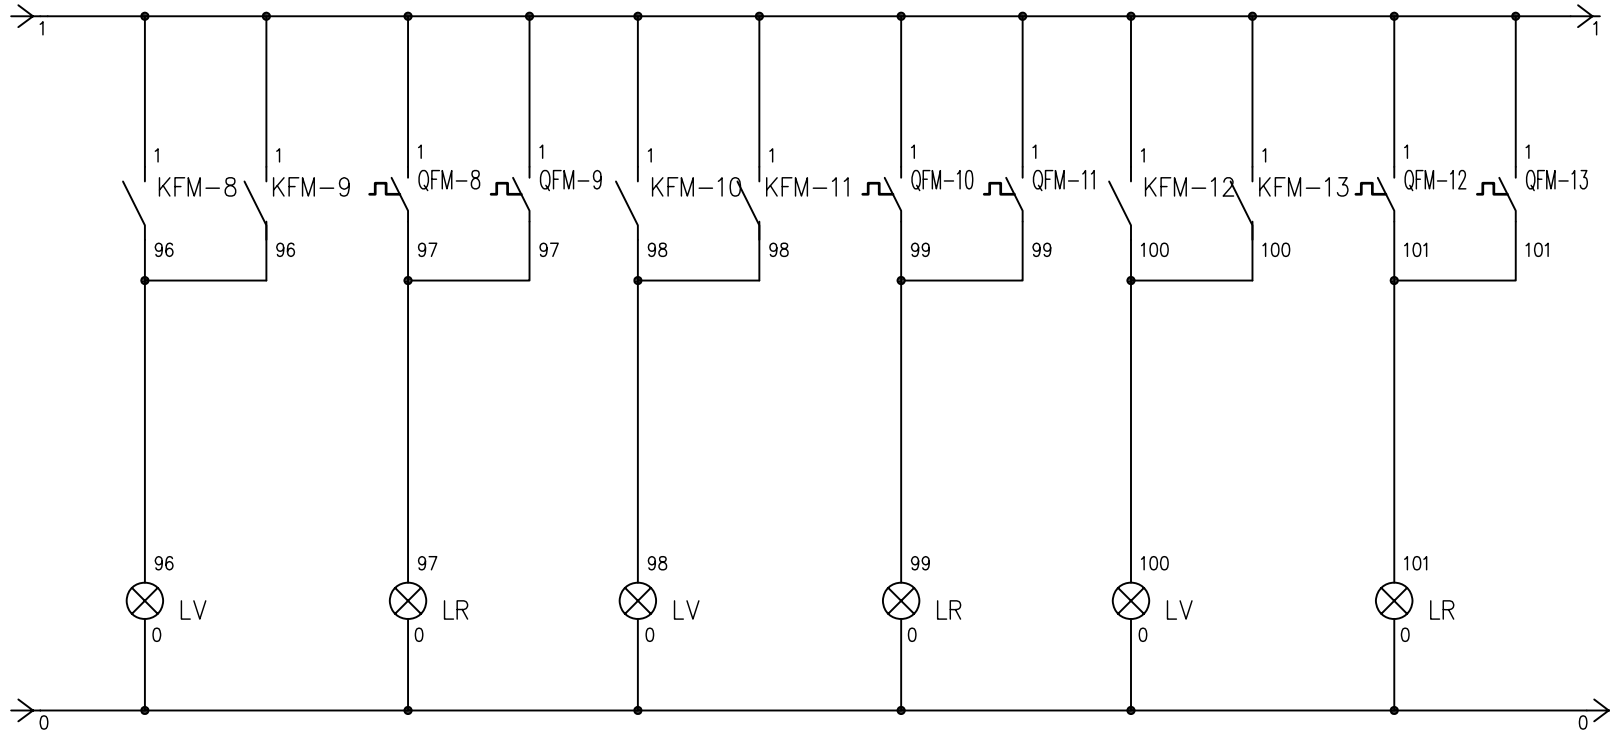 1 1
1 1 1 1 1 1 1 1 1 1 1 1
KFM-8 KFM-9 QFM-8 QFM-9 KFM-10 KFM-11 QFM-10 QFM-11 KFM-12 KFM-13 QFM-12 QFM-13
96 96 97 97 98 98 99 99 100 100 101 101
96 97 98 99 100 101
LV LR LV LR LV LR
0 0 0 0 0 0
0 0